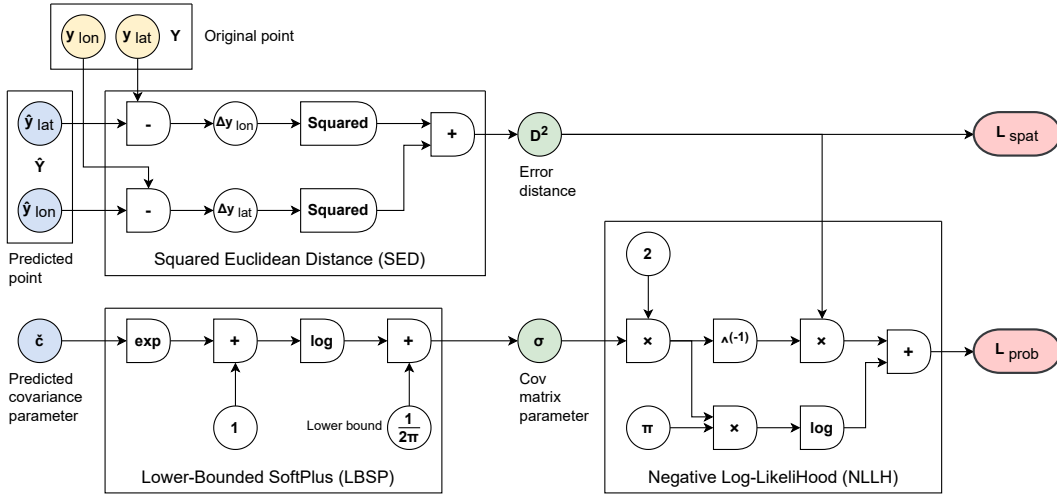 y lon
y lat
Y
Original point
ŷ lat
Ŷ
ŷ lon
Predicted
point
-
Δy lon
Squared
+
-
Δy lat
Squared
Squared Euclidean Distance (SED)
D²
Error
distance
L spat
č
Predicted
covariance
parameter
exp
+
log
+
1
Lower bound
1
2π
Lower-Bounded SoftPlus (LBSP)
σ
Cov
matrix
parameter
2
×
^(-1)
×
+
π
×
log
Negative Log-LikeliHood (NLLH)
L prob